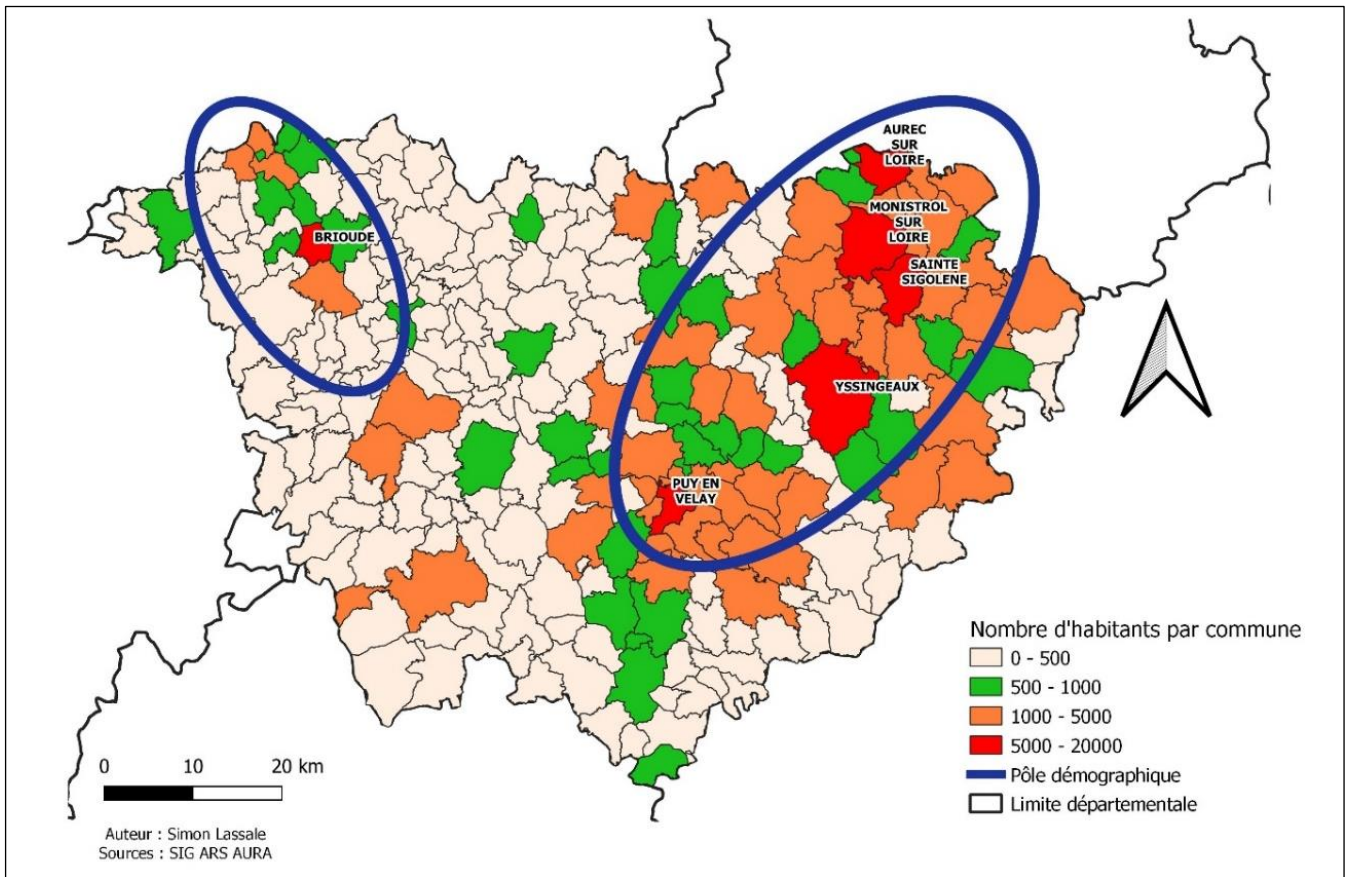 AUREC
SUR
LOIRE
MONISTROL
SUR
LOIRE
BRIOUDE
SAINTE
SIGOLENE
YSSINGEAUX
PUY EN
VELAY
Nombre d'habitants par commune
0 - 500
500 - 1000
1000 - 5000
5000 - 20000
Pôle démographique
Limite départementale
0 10 20 km
Auteur : Simon Lassale
Sources : SIG ARS AURA